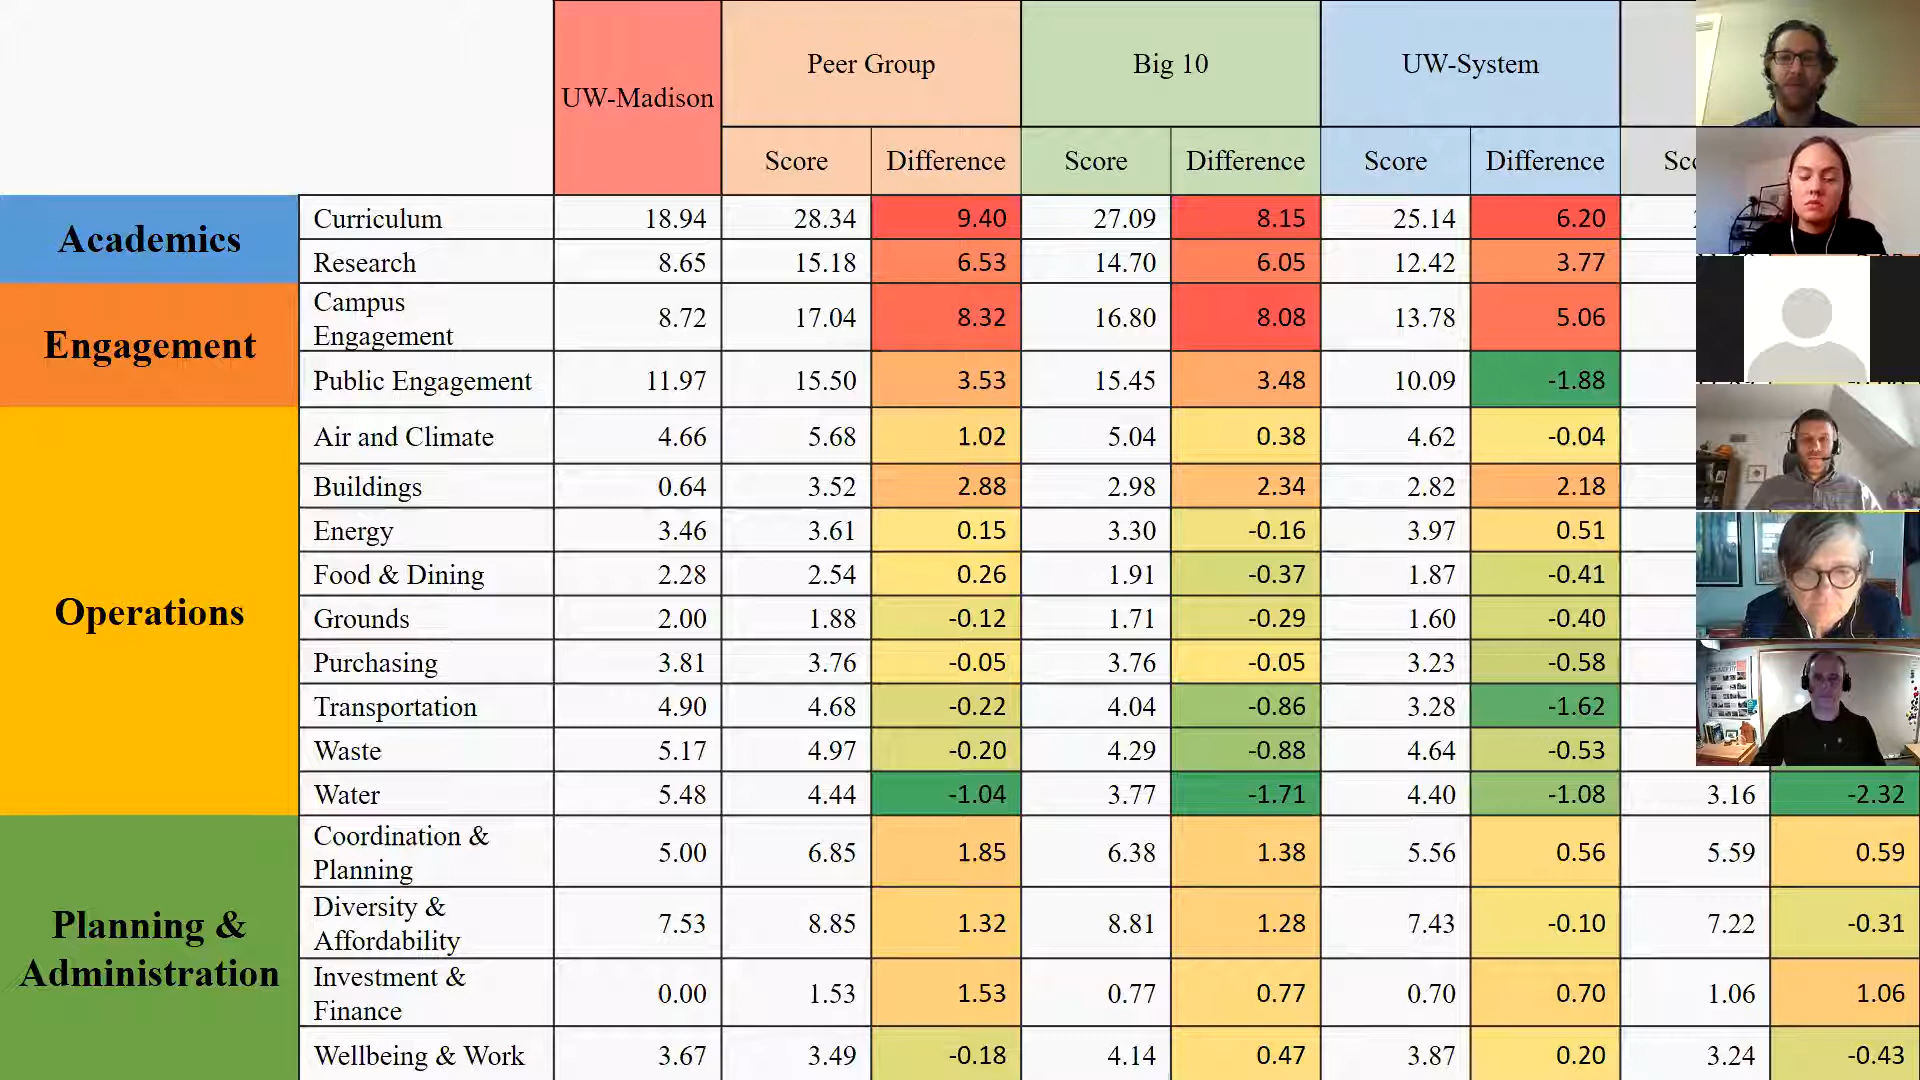 UW-Madison Peer Group Big 10 UW-System
Score Difference Score Difference Score Difference
Academics
Curriculum 18.94 28.34 9.40 27.09 8.15 25.14 6.20
Research 8.65 15.18 6.53 14.70 6.05 12.42 3.77
Engagement
Campus
Engagement 8.72 17.04 8.32 16.80 8.08 13.78 5.06
Public Engagement 11.97 15.50 3.53 15.45 3.48 10.09 -1.88
Operations
Air and Climate 4.66 5.68 1.02 5.04 0.38 4.62 -0.04
Buildings 0.64 3.52 2.88 2.98 2.34 2.82 2.18
Energy 3.46 3.61 0.15 3.30 -0.16 3.97 0.51
Food & Dining 2.28 2.54 0.26 1.91 -0.37 1.87 -0.41
Grounds 2.00 1.88 -0.12 1.71 -0.29 1.60 -0.40
Purchasing 3.81 3.76 -0.05 3.76 -0.05 3.23 -0.58
Transportation 4.90 4.68 -0.22 4.04 -0.86 3.28 -1.62
Waste 5.17 4.97 -0.20 4.29 -0.88 4.64 -0.53
Water 5.48 4.44 -1.04 3.77 -1.71 4.40 -1.08 3.16 -2.32
Planning &
Administration
Coordination &
Planning 5.00 6.85 1.85 6.38 1.38 5.56 0.56 5.59 0.59
Diversity &
Affordability 7.53 8.85 1.32 8.81 1.28 7.43 -0.10 7.22 -0.31
Investment &
Finance 0.00 1.53 1.53 0.77 0.77 0.70 0.70 1.06 1.06
Wellbeing & Work 3.67 3.49 -0.18 4.14 0.47 3.87 0.20 3.24 -0.43